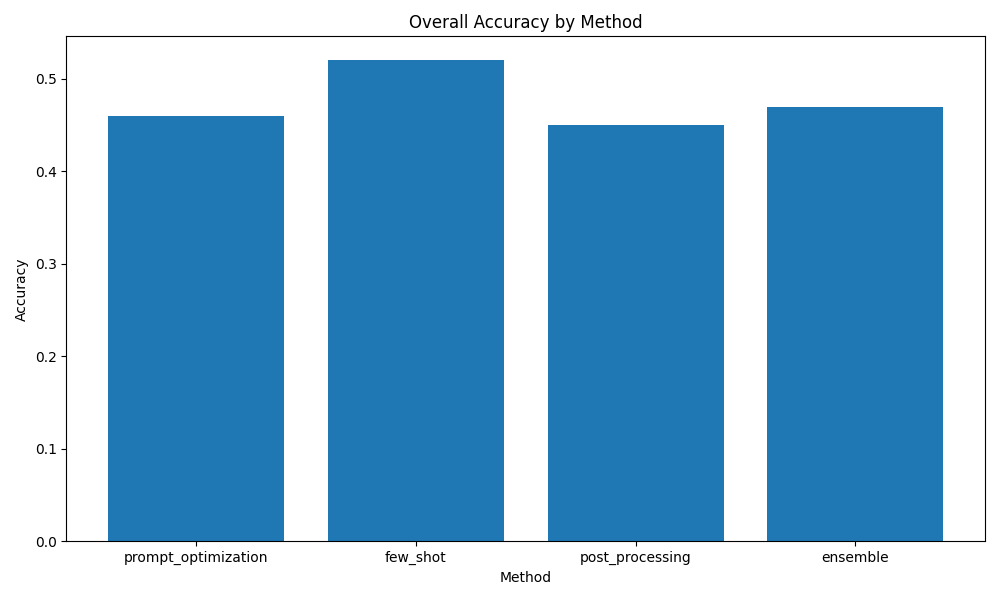 Overall Accuracy by Method
Accuracy
0.5
0.4
0.3
0.2
0.1
0.0
prompt_optimization few_shot post_processing ensemble
Method